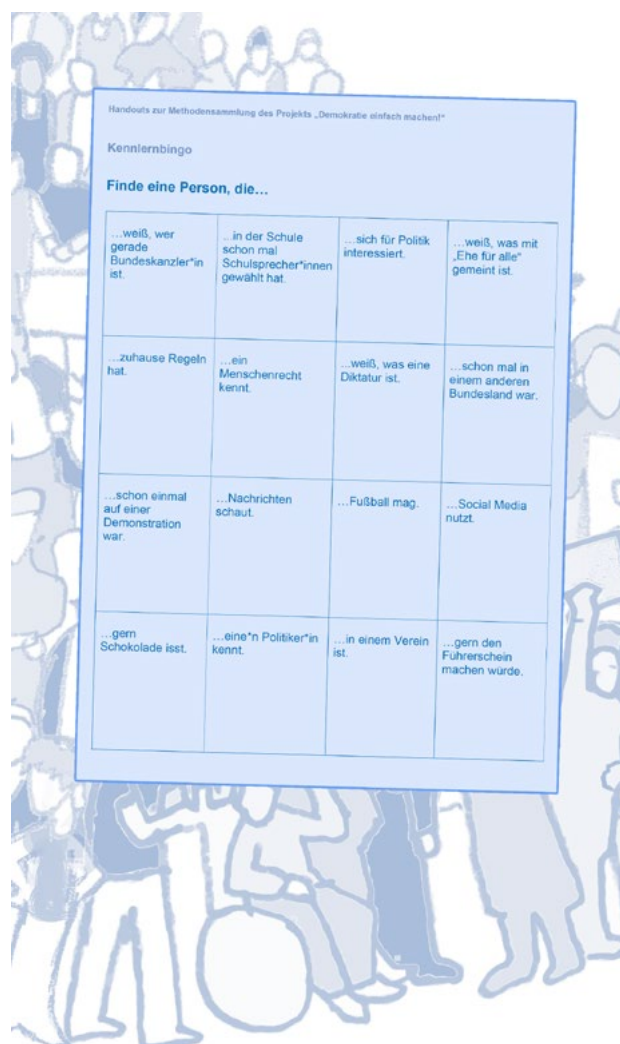 Handouts zur Methodensammlung des Projekts „Demokratie einfach machen!“
Kennlernbingo
Finde eine Person, die…
…weiß, wer
gerade
Bundeskanzler*in
ist.
…in der Schule
schon mal
Schulsprecher*innen
gewählt hat.
…sich für Politik
interessiert.
…weiß, was mit
„Ehe für alle“
gemeint ist.
…zuhause Regeln
hat.
…ein
Menschenrecht
kennt.
…weiß, was eine
Diktatur ist.
…schon mal in
einem anderen
Bundesland war.
…schon einmal
auf einer
Demonstration
war.
…Nachrichten
schaut.
…Fußball mag.
…Social Media
nutzt.
…gern
Schokolade isst.
…eine*n Politiker*in
kennt.
…in einem Verein
ist.
…gern den
Führerschein
machen würde.